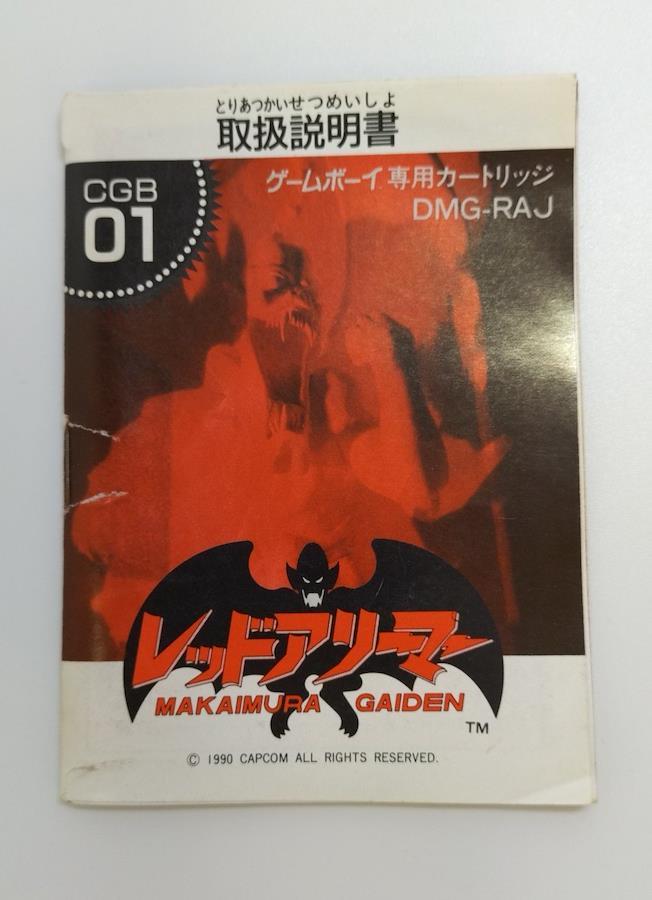 とりあつかいせつめいしょ
取扱説明書
CGB
01
ゲームボーイ専用カートリッジ
DMG-RAJ
レッドアリーマー
MAKAIMURA GAIDEN
TM
© 1990 CAPCOM ALL RIGHTS RESERVED.